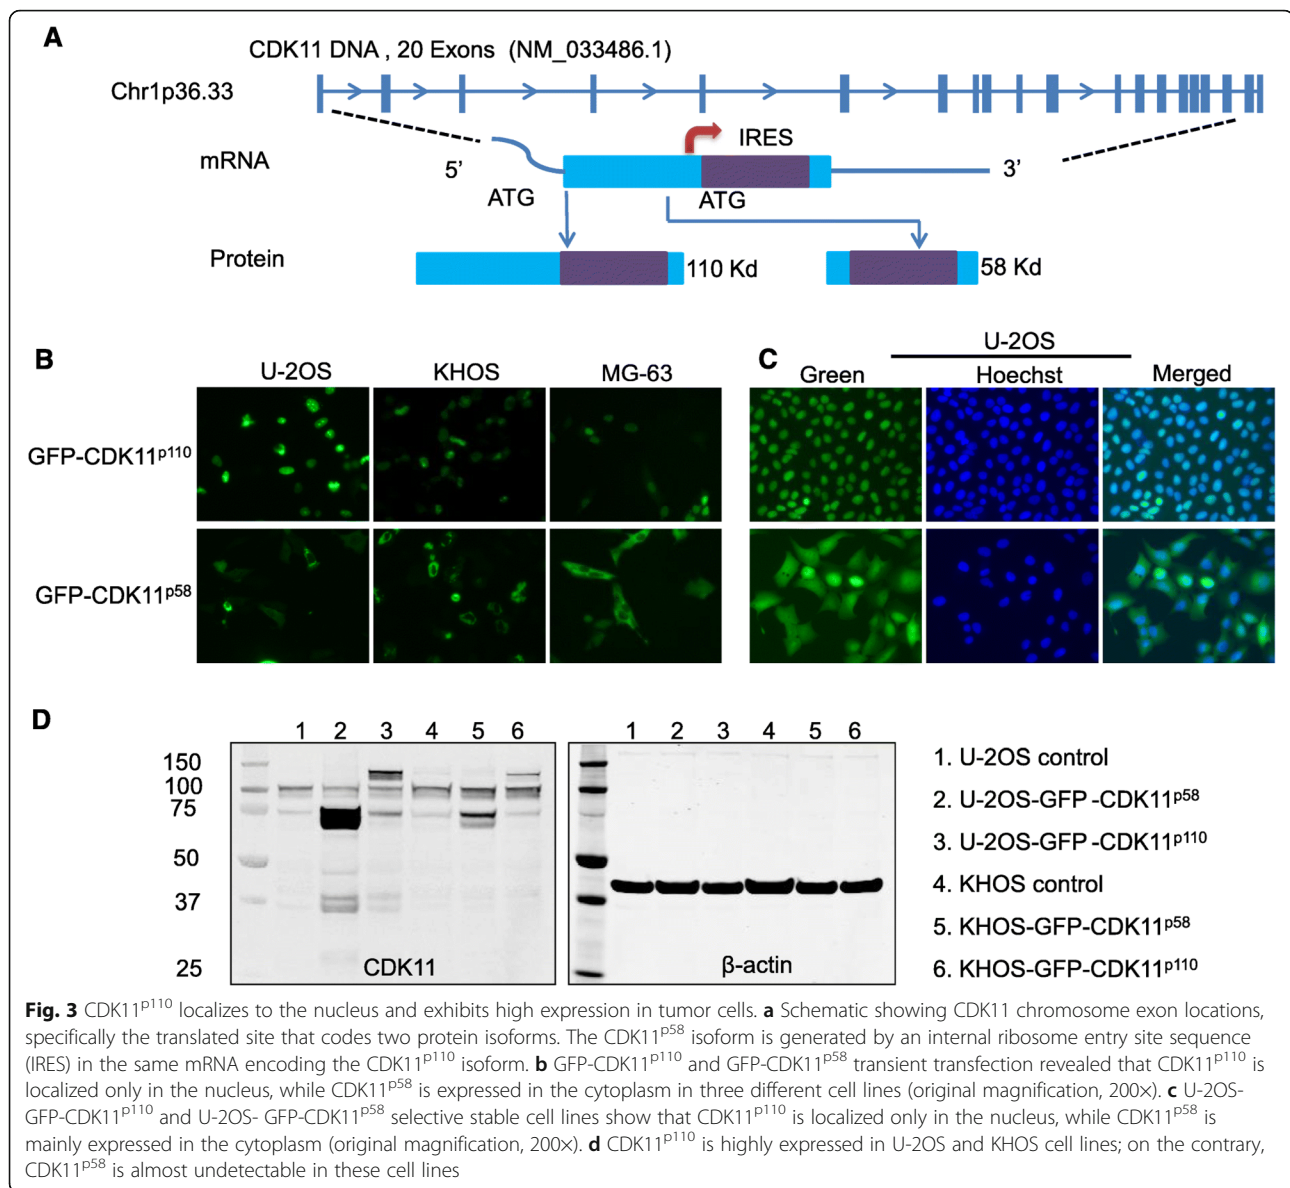 A
CDK11 DNA , 20 Exons (NM_033486.1)
Chr1p36.33
mRNA
5’
IRES
3’
ATG
ATG
Protein
110 Kd
58 Kd
B
U-2OS
KHOS
MG-63
GFP-CDK11p110
GFP-CDK11p58
C
U-2OS
Green
Hoechst
Merged
D
1 2 3 4 5 6
1 2 3 4 5 6
150
100
75
50
37
25
CDK11
β-actin
1. U-2OS control
2. U-2OS-GFP -CDK11p58
3. U-2OS-GFP -CDK11p110
4. KHOS control
5. KHOS-GFP-CDK11p58
6. KHOS-GFP-CDK11p110
Fig. 3 CDK11p110 localizes to the nucleus and exhibits high expression in tumor cells. a Schematic showing CDK11 chromosome exon locations,
specifically the translated site that codes two protein isoforms. The CDK11p58 isoform is generated by an internal ribosome entry site sequence
(IRES) in the same mRNA encoding the CDK11p110 isoform. b GFP-CDK11p110 and GFP-CDK11p58 transient transfection revealed that CDK11p110 is
localized only in the nucleus, while CDK11p58 is expressed in the cytoplasm in three different cell lines (original magnification, 200×). c U-2OS-
GFP-CDK11p110 and U-2OS- GFP-CDK11p58 selective stable cell lines show that CDK11p110 is localized only in the nucleus, while CDK11p58 is
mainly expressed in the cytoplasm (original magnification, 200×). d CDK11p110 is highly expressed in U-2OS and KHOS cell lines; on the contrary,
CDK11p58 is almost undetectable in these cell lines